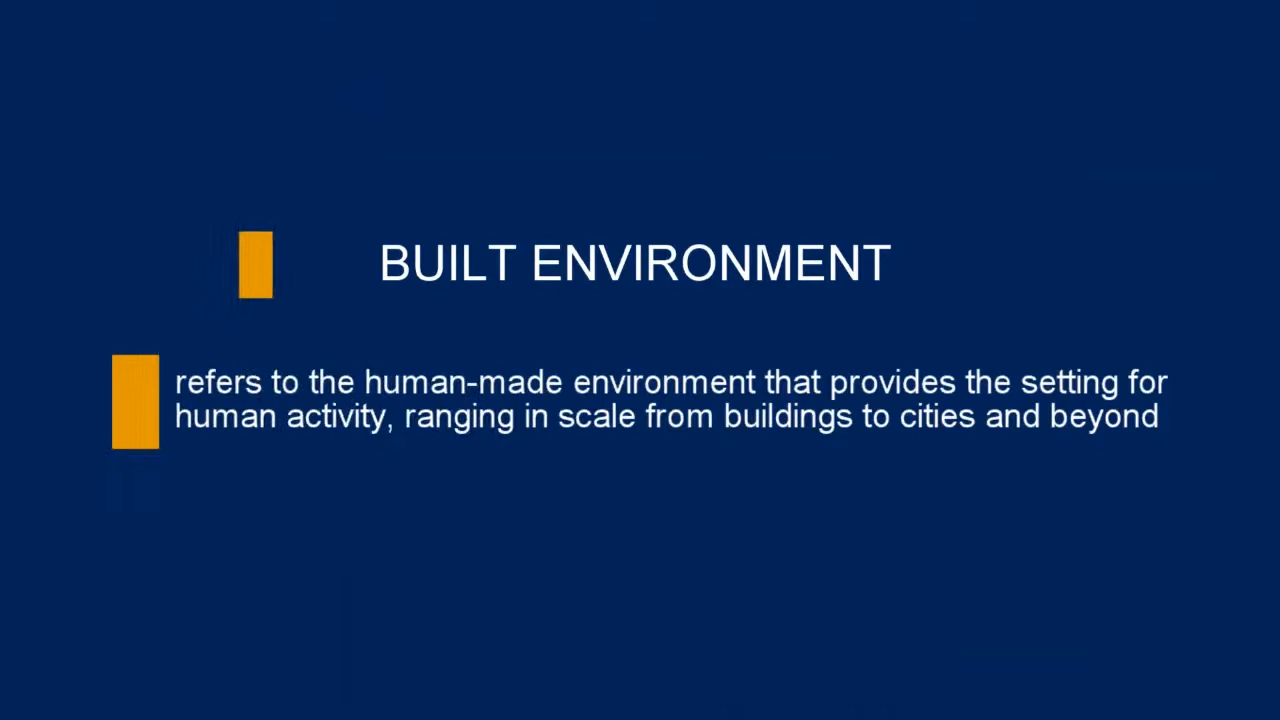 BUILT ENVIRONMENT
refers to the human-made environment that provides the setting for
human activity, ranging in scale from buildings to cities and beyond